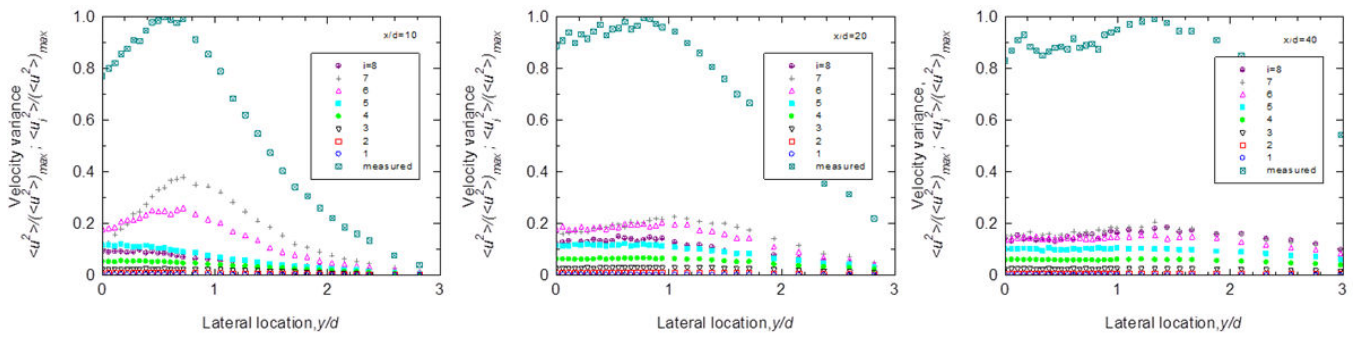 1.0
0.8
0.6
0.4
0.2
0
0 1 2 3
x/d=10
i=8
7
6
5
4
3
2
1
measured
Velocity variance
<u²>/(<u²>)max ; <uᵢ²>/(<u²>)max
Lateral location,y/d
1.0
0.8
0.6
0.4
0.2
0
0 1 2 3
x/d=20
i=8
7
6
5
4
3
2
1
measured
Velocity variance
<u²>/(<u²>)max ; <uᵢ²>/(<u²>)max
Lateral location,y/d
1.0
0.8
0.6
0.4
0.2
0
0 1 2 3
x/d=40
i=8
7
6
5
4
3
2
1
measured
Velocity variance,
<u²>/(<u²>)max ; <uᵢ²>/(<u²>)max
Lateral location,y/d